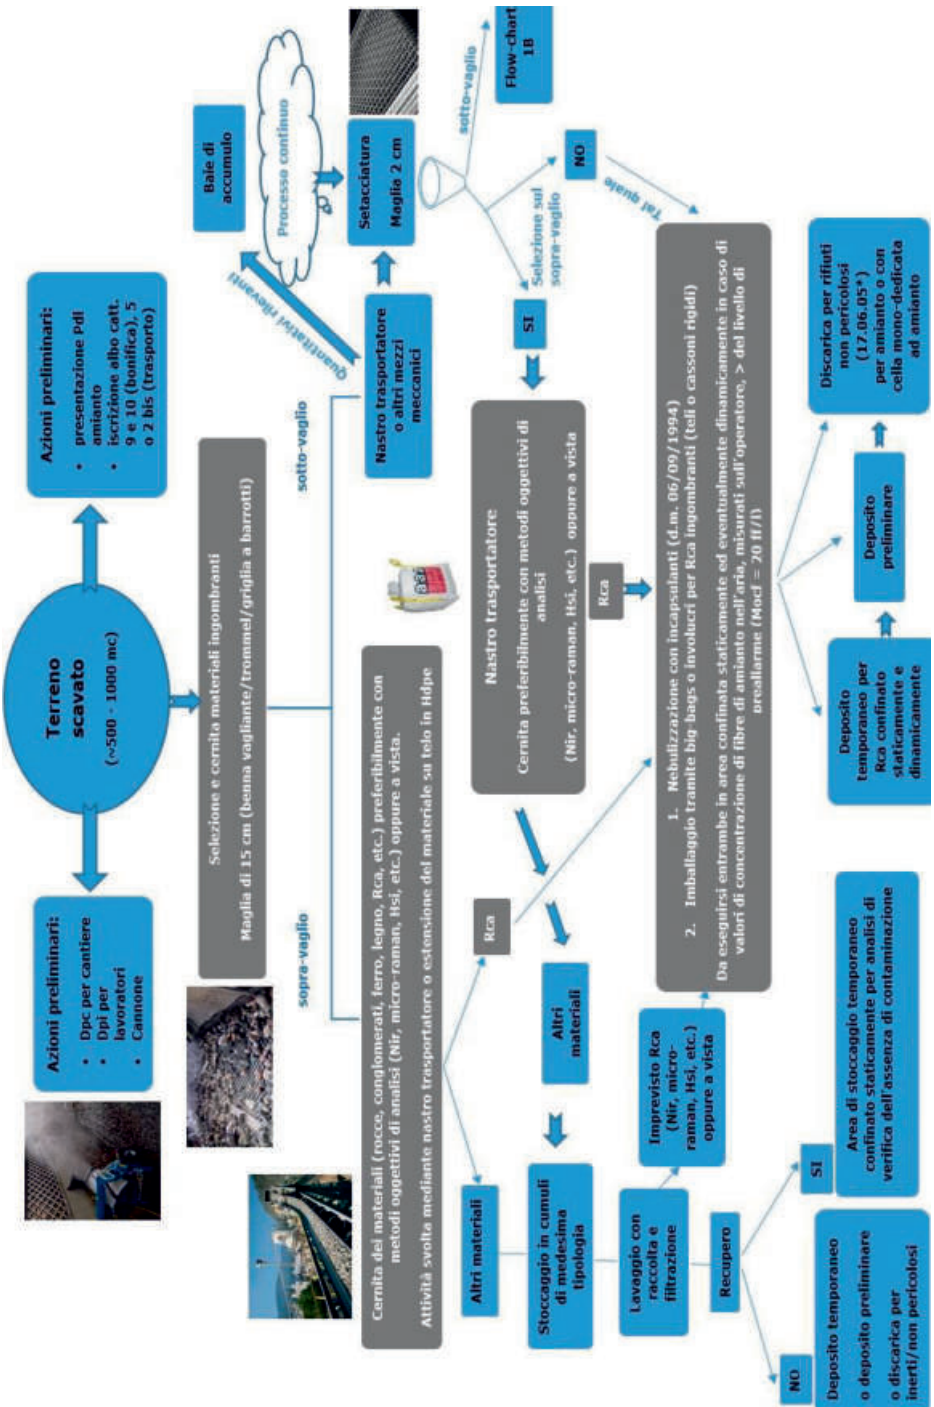 Terreno
scavato
(≈500 - 1000 mc)
Azioni preliminari:
• Dpc per cantiere
• Dpi per
lavoratori
• Cannone
Azioni preliminari:
• presentazione Pdl
amianto
• iscrizione albo catt.
9 e 10 (bonifica), 5
o 2 bis (trasporto)
Selezione e cernita materiali ingombranti
Maglia di 15 cm (benna vagliante/trommel/griglia a barrotti)
sopra-vaglio
sotto-vaglio
Cernita dei materiali (rocce, conglomerati, ferro, legno, Rca, etc.) preferibilmente con
metodi oggettivi di analisi (Nir, micro-raman, Hsi, etc.) oppure a vista.
Attività svolta mediante nastro trasportatore o estensione del materiale su telo in Hdpe
Nastro trasportatore
o altri mezzi
meccanici
Quantitativi rilevanti
Baie di
accumulo
Processo continuo
Setacciatura
Maglia 2 cm
sotto-vaglio
Flow-chart
1B
Selezione sul
sopra-vaglio
SI
NO
Tal quale
Nastro trasportatore
Cernita preferibilmente con metodi oggettivi di
analisi
(Nir, micro-raman, Hsi, etc.) oppure a vista
Altri materiali
Rca
Altri
materiali
Rca
Stoccaggio in cumuli
di medesima
tipologia
Lavaggio con
raccolta e
filtrazione
Imprevisto Rca
(Nir, micro-
raman, Hsi, etc.)
oppure a vista
1. Nebulizzazione con incapsulanti (d.m. 06/09/1994)
2. Imballaggio tramite big-bags o involucri per Rca ingombranti (teli o cassoni rigidi)
Da eseguirsi entrambe in area confinata staticamente ed eventualmente dinamicamente in caso di
valori di concentrazione di fibre di amianto nell'aria, misurati sull'operatore, > del livello di
preallarme (Mocf = 20 ff/l)
Recupero
NO
SI
Deposito temporaneo
o deposito preliminare
o discarica per
inerti/non pericolosi
Area di stoccaggio temporaneo
confinato staticamente per analisi di
verifica dell'assenza di contaminazione
Deposito
temporaneo per
Rca confinato
staticamente e
dinamicamente
Deposito
preliminare
Discarica per rifiuti
non pericolosi
(17.06.05*)
per amianto o con
cella mono-dedicata
ad amianto